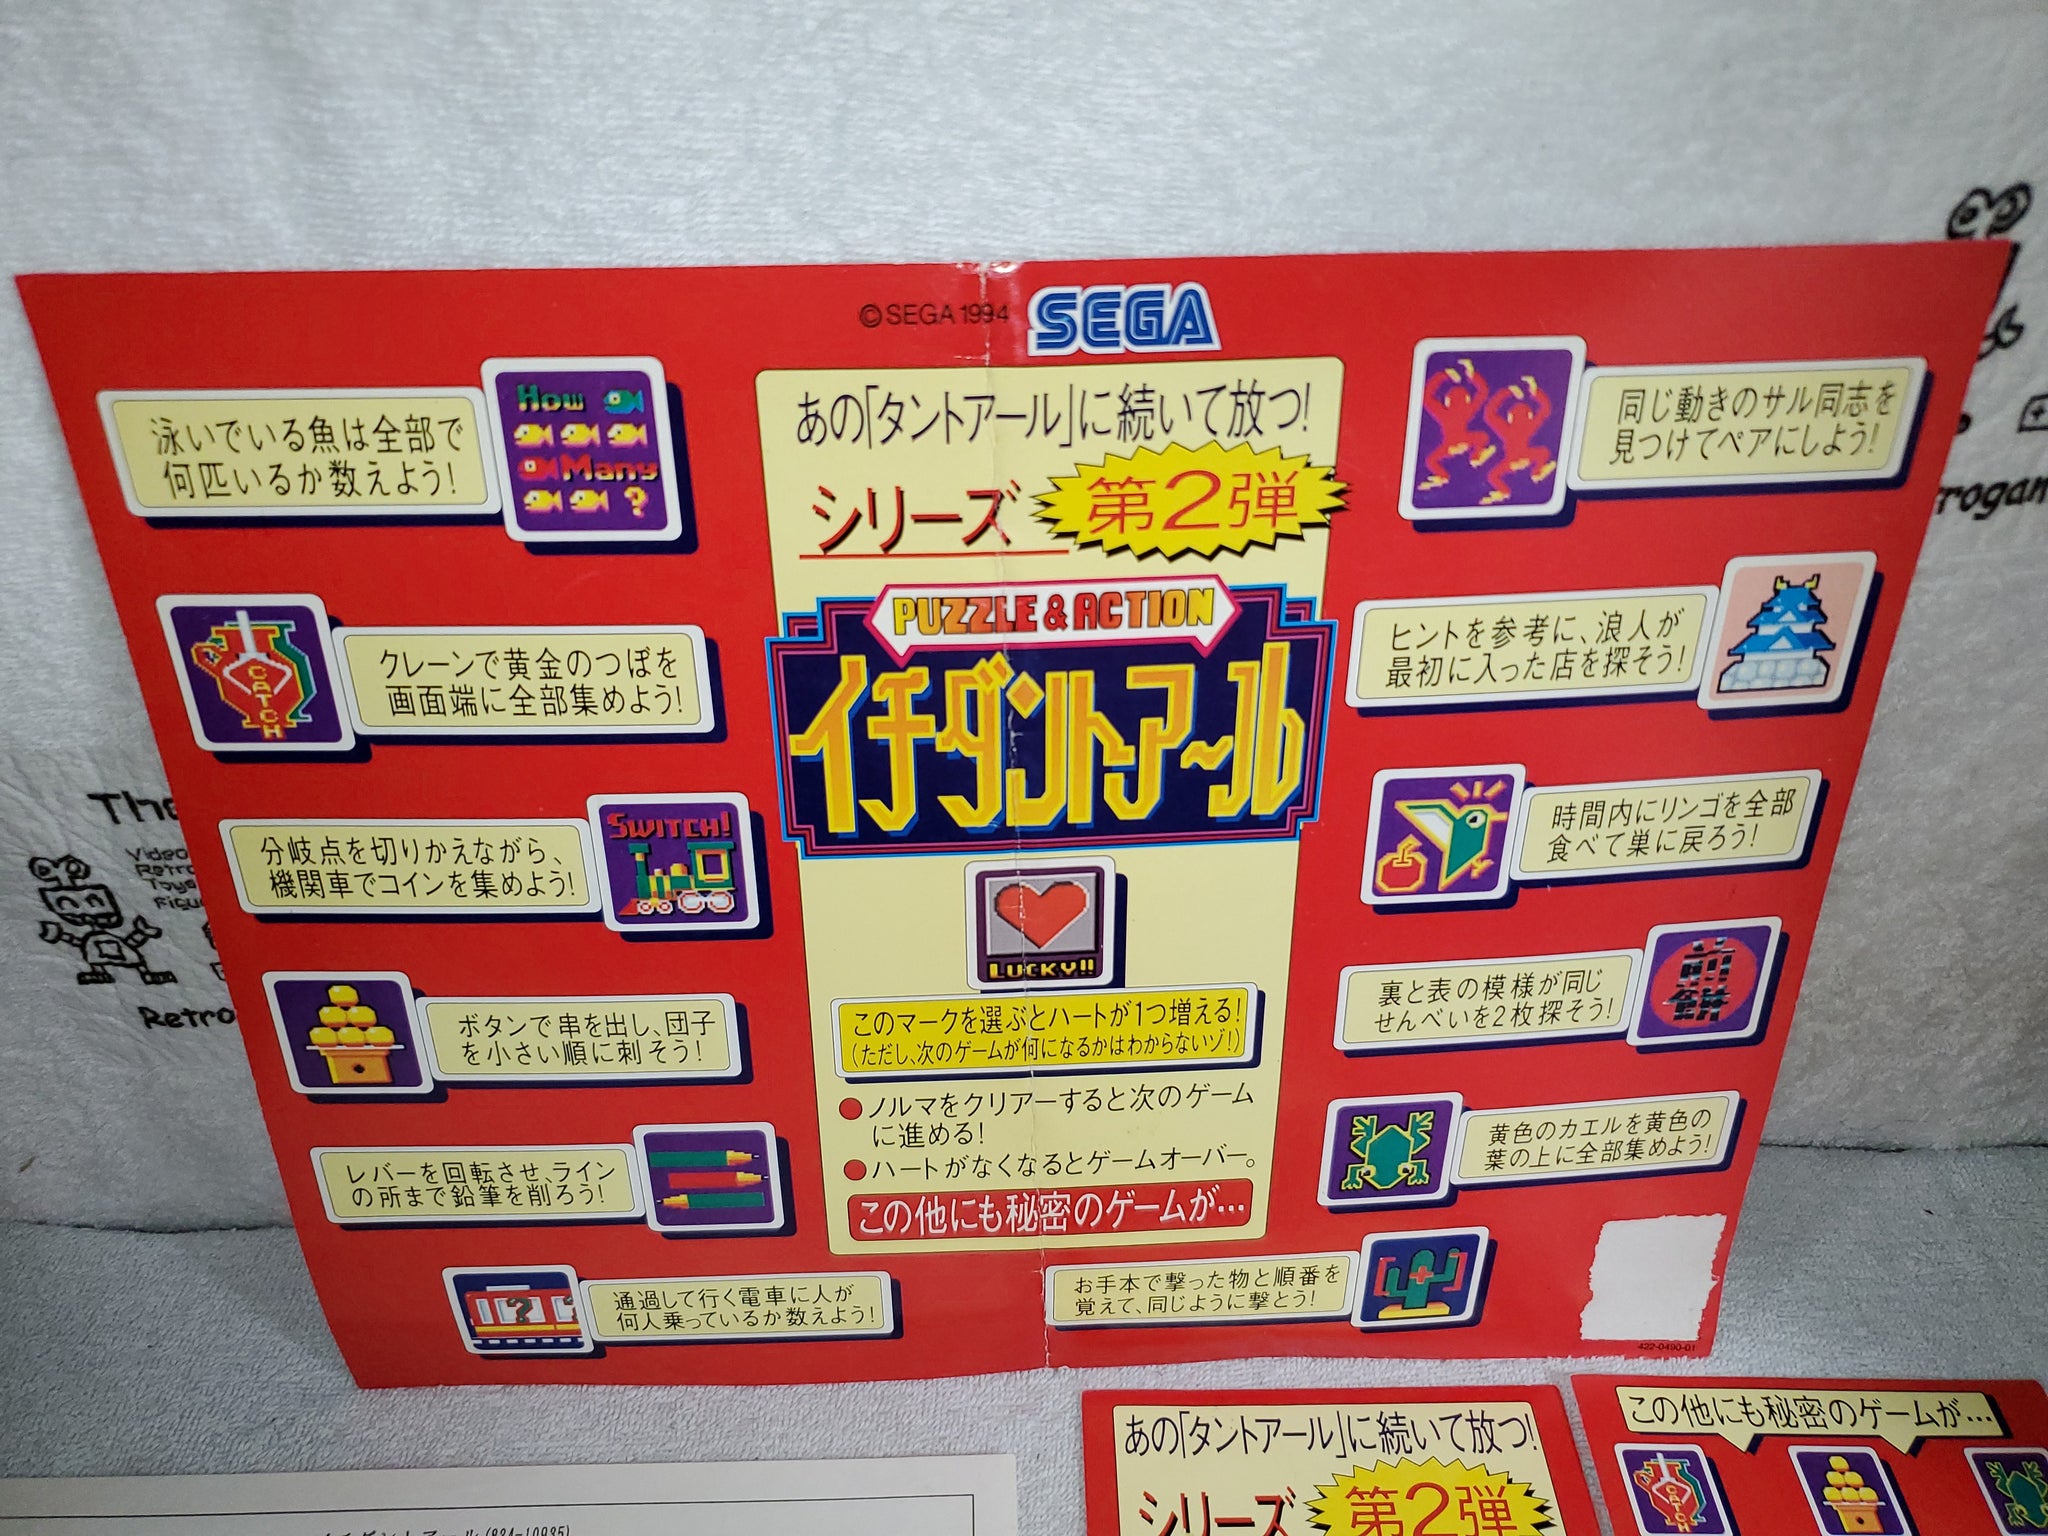 ©SEGA 1994
SEGA
あの「タントアール」に続いて放つ!
シリーズ
第2弾
PUZZLE & ACTION
イチダントアール
LUCKY!!
このマークを選ぶとハートが1つ増える!
(ただし、次のゲームが何になるかはわからないゾ!)
●ノルマをクリアーすると次のゲーム
に進める!
●ハートがなくなるとゲームオーバー。
この他にも秘密のゲームが…
泳いでいる魚は全部で
何匹いるか数えよう!
How
Many
?
CATCH
クレーンで黄金のつぼを
画面端に全部集めよう!
分岐点を切りかえながら、
機関車でコインを集めよう!
SWITCH!
ボタンで串を出し、団子
を小さい順に刺そう!
レバーを回転させ、ライン
の所まで鉛筆を削ろう!
? ?
通過して行く電車に人が
何人乗っているか数えよう!
同じ動きのサル同志を
見つけてペアにしよう!
ヒントを参考に、浪人が
最初に入った店を探そう!
時間内にリンゴを全部
食べて巣に戻ろう!
裏と表の模様が同じ
せんべいを2枚探そう!
黄色のカエルを黄色の
葉の上に全部集めよう!
お手本で撃った物と順番を
覚えて、同じように撃とう!
422-0490-01
The
Video
Retro
Toys
Figu
Retro
rogam
あの「タントアール」に続いて放つ!
シリーズ
第2弾
この他にも秘密のゲームが…
CATCH
イチダントアール (834-10935)